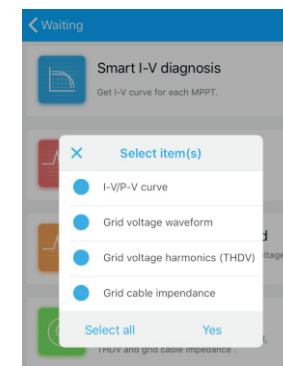 Waiting
Smart I-V diagnosis
Get I-V curve for each MPPT.
Select item(s)
I-V/P-V curve
Grid voltage waveform
Grid voltage harmonics (THDV)
Grid cable impendance
Select all Yes
THDV and grid cable impedance .